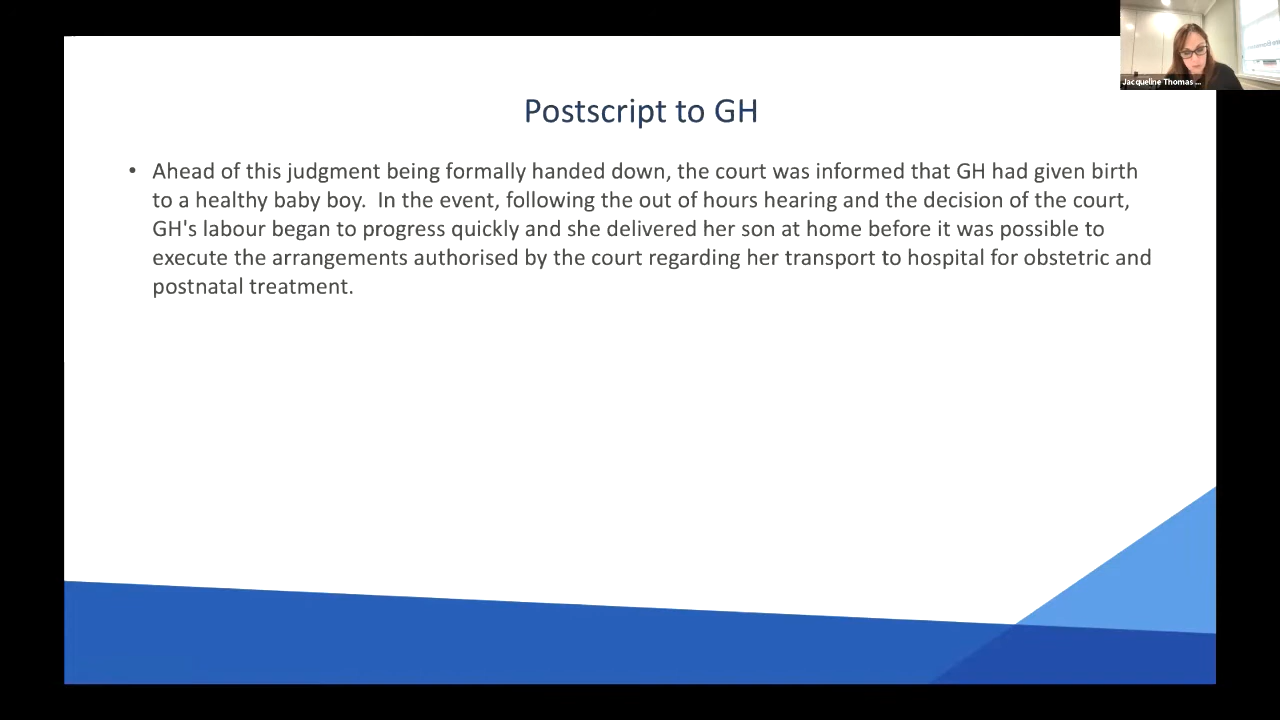 Jacqueline Thomas ...
Postscript to GH
• Ahead of this judgment being formally handed down, the court was informed that GH had given birth
to a healthy baby boy.  In the event, following the out of hours hearing and the decision of the court,
GH's labour began to progress quickly and she delivered her son at home before it was possible to
execute the arrangements authorised by the court regarding her transport to hospital for obstetric and
postnatal treatment.